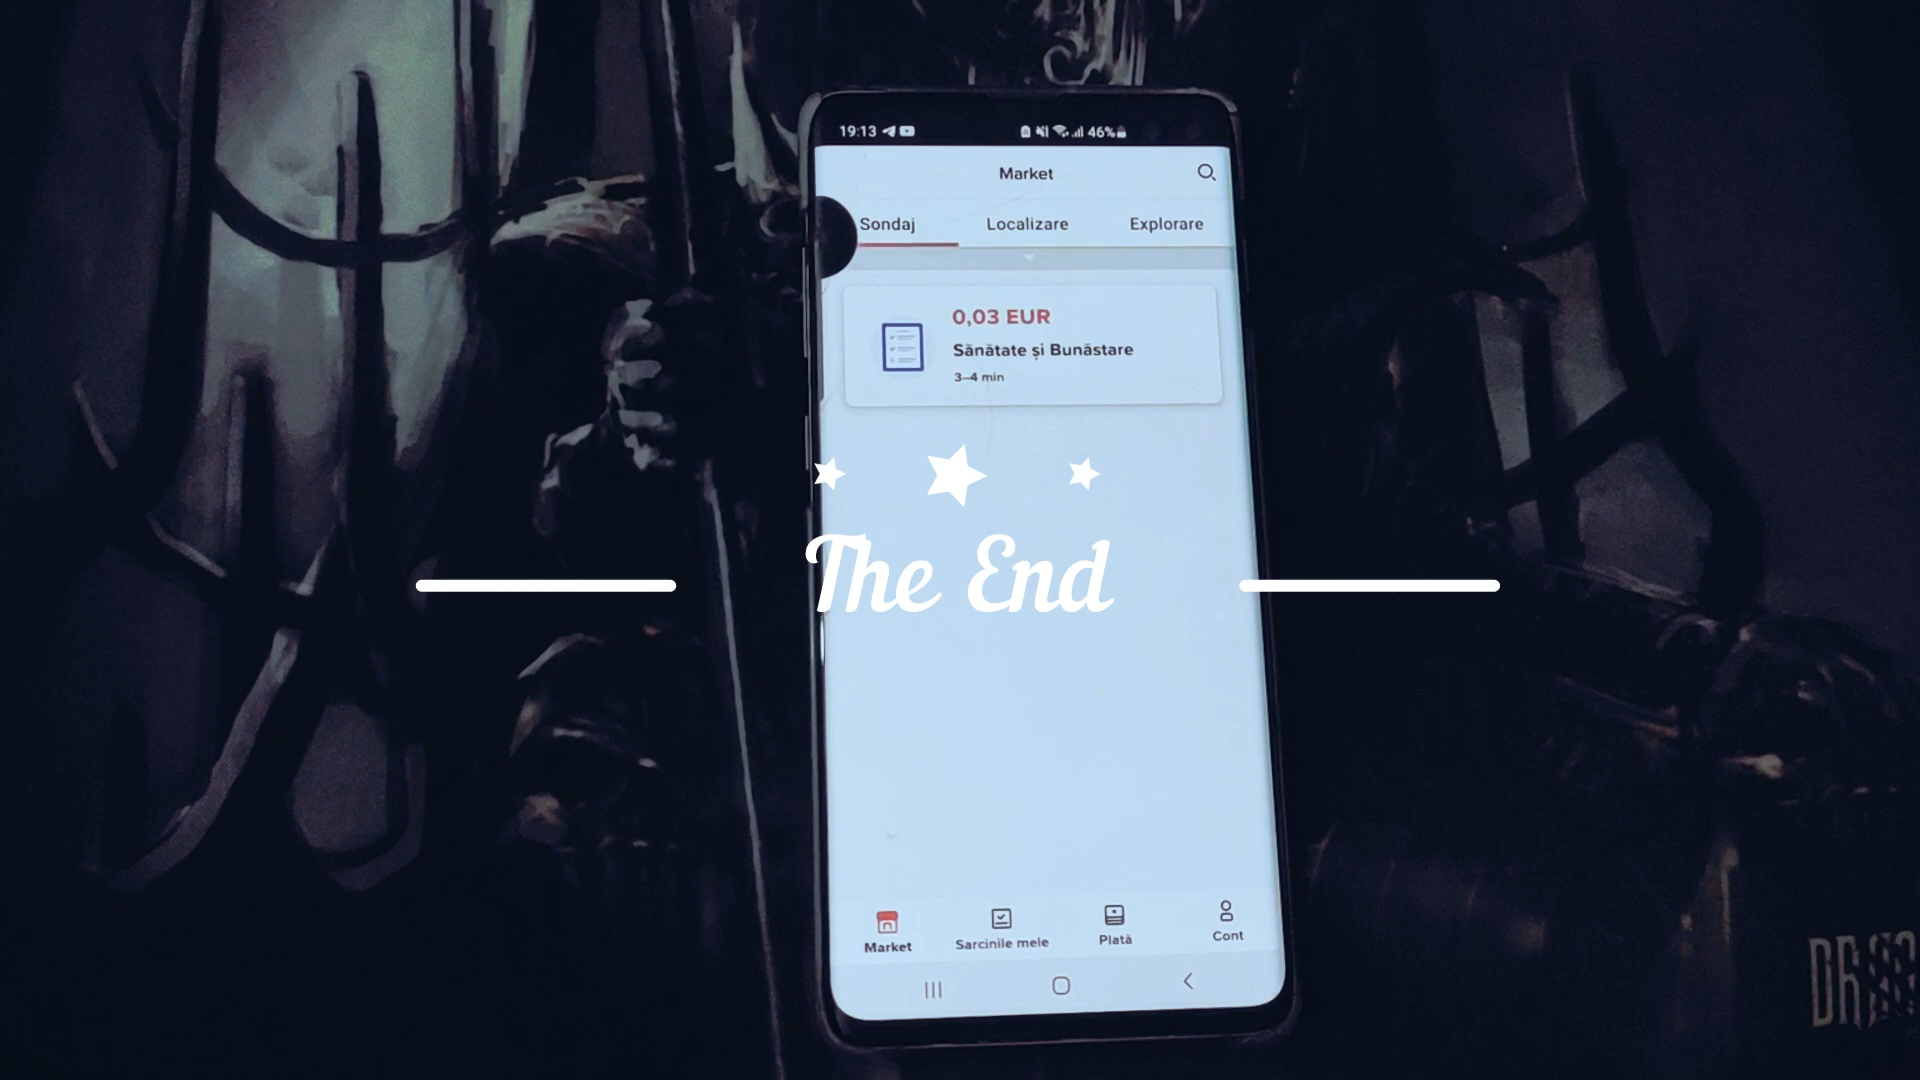 19:13
46%
Market
Sondaj Localizare Explorare
0,03 EUR
Sănătate și Bunăstare
3–4 min
The End
Market Sarcinile mele Plată Cont